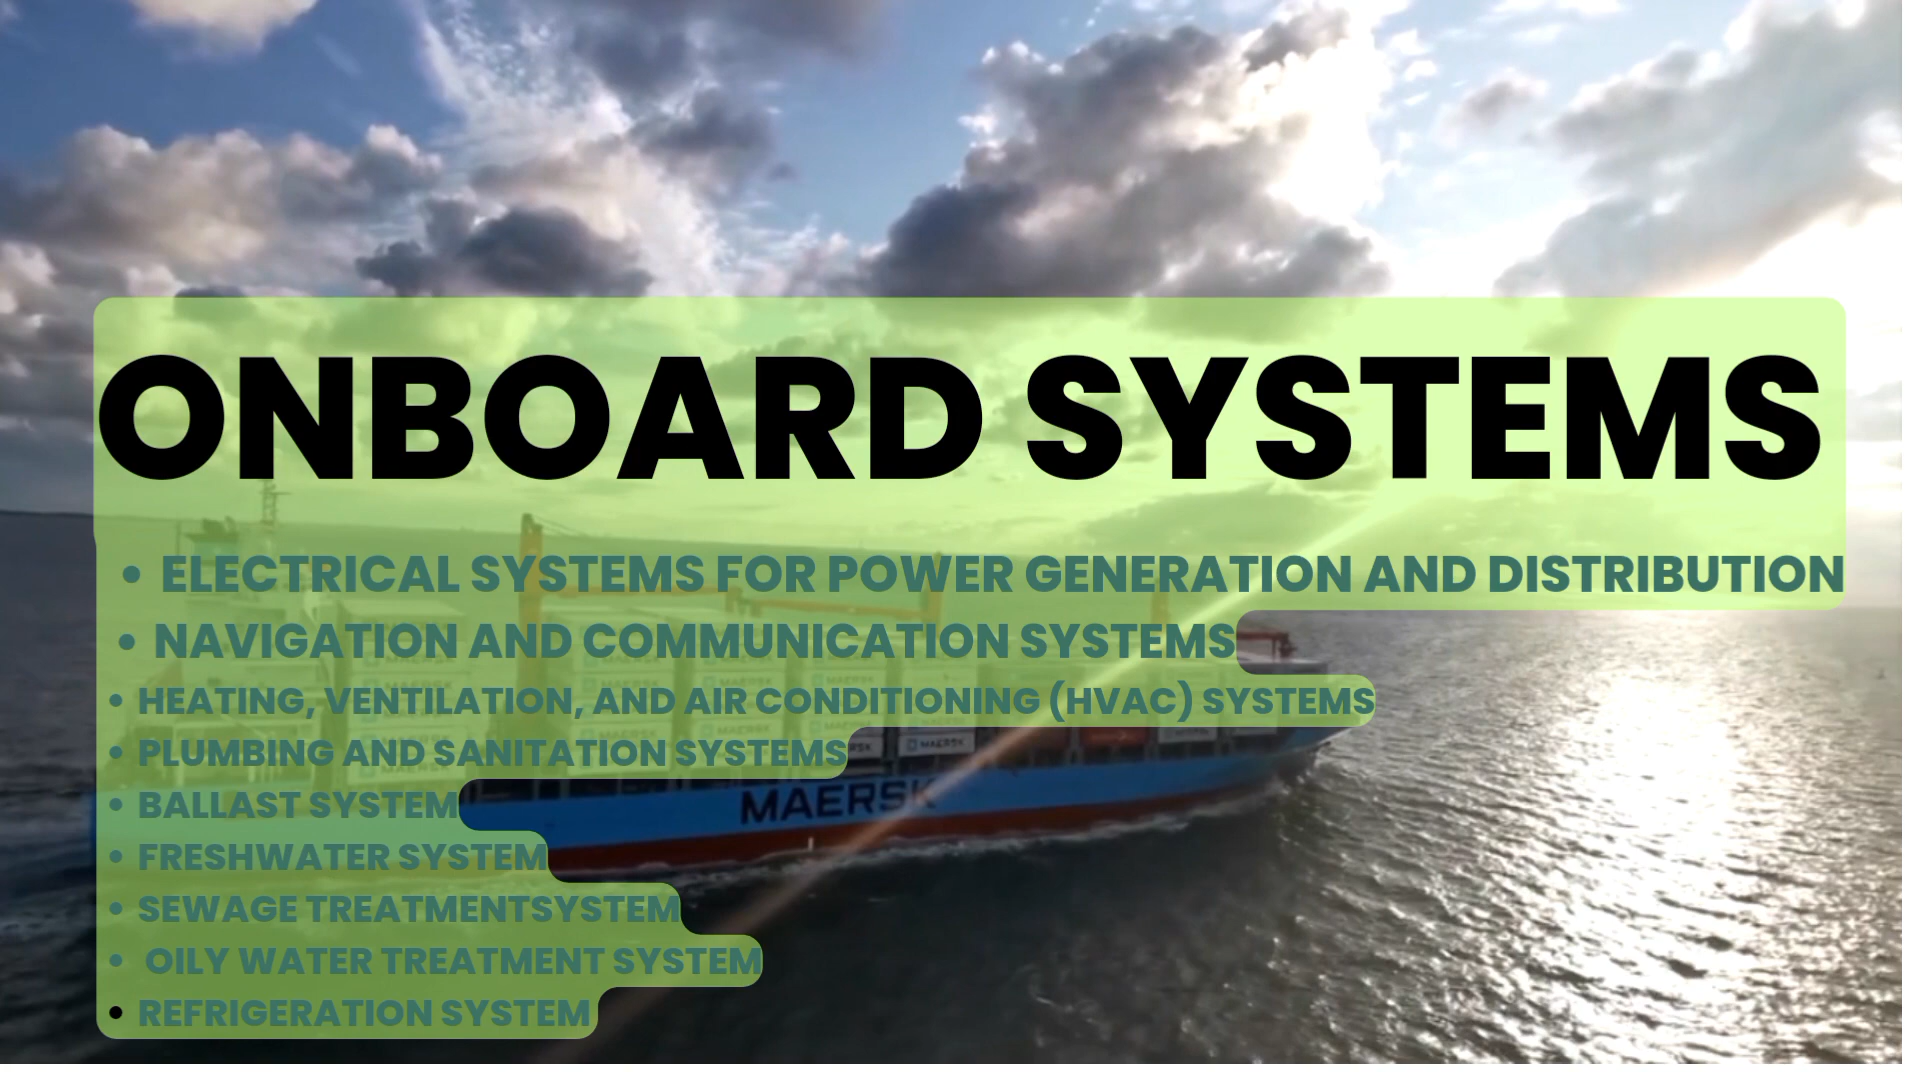 ONBOARD SYSTEMS
• ELECTRICAL SYSTEMS FOR POWER GENERATION AND DISTRIBUTION
• NAVIGATION AND COMMUNICATION SYSTEMS
• HEATING, VENTILATION, AND AIR CONDITIONING (HVAC) SYSTEMS
• PLUMBING AND SANITATION SYSTEMS
MAERSK
• BALLAST SYSTEM
MAERSK
• FRESHWATER SYSTEM
• SEWAGE TREATMENTSYSTEM
• OILY WATER TREATMENT SYSTEM
• REFRIGERATION SYSTEM